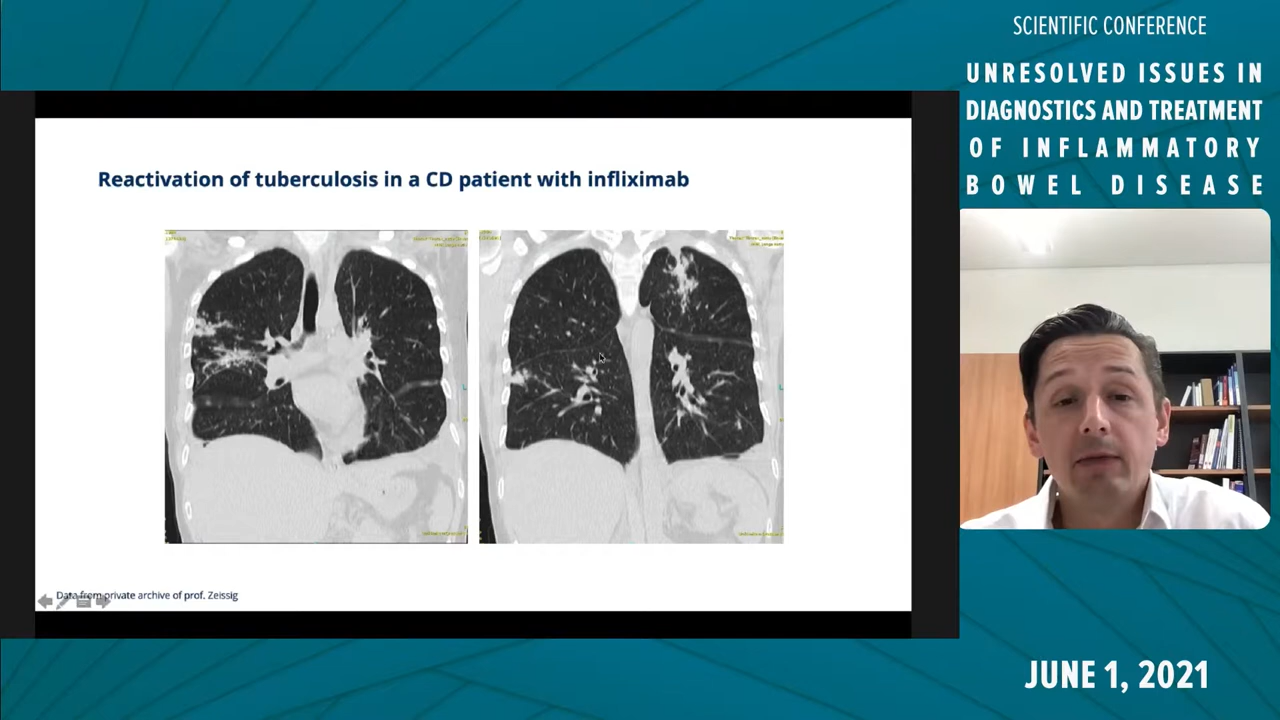 SCIENTIFIC CONFERENCE
UNRESOLVED ISSUES IN
DIAGNOSTICS AND TREATMENT
OF INFLAMMATORY
BOWEL DISEASE
Reactivation of tuberculosis in a CD patient with infliximab
Data from private archive of prof. Zeissig
JUNE 1, 2021